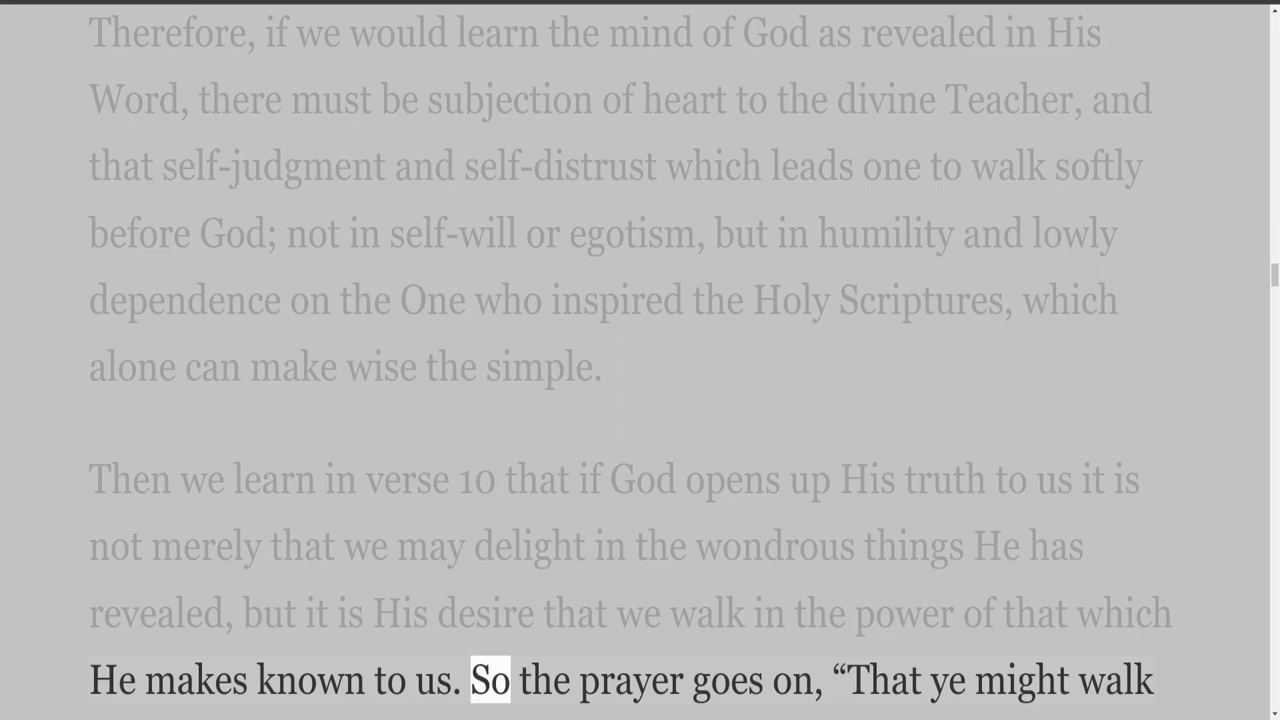 Therefore, if we would learn the mind of God as revealed in His
Word, there must be subjection of heart to the divine Teacher, and
that self-judgment and self-distrust which leads one to walk softly
before God; not in self-will or egotism, but in humility and lowly
dependence on the One who inspired the Holy Scriptures, which
alone can make wise the simple.
Then we learn in verse 10 that if God opens up His truth to us it is
not merely that we may delight in the wondrous things He has
revealed, but it is His desire that we walk in the power of that which
He makes known to us. So the prayer goes on, “That ye might walk